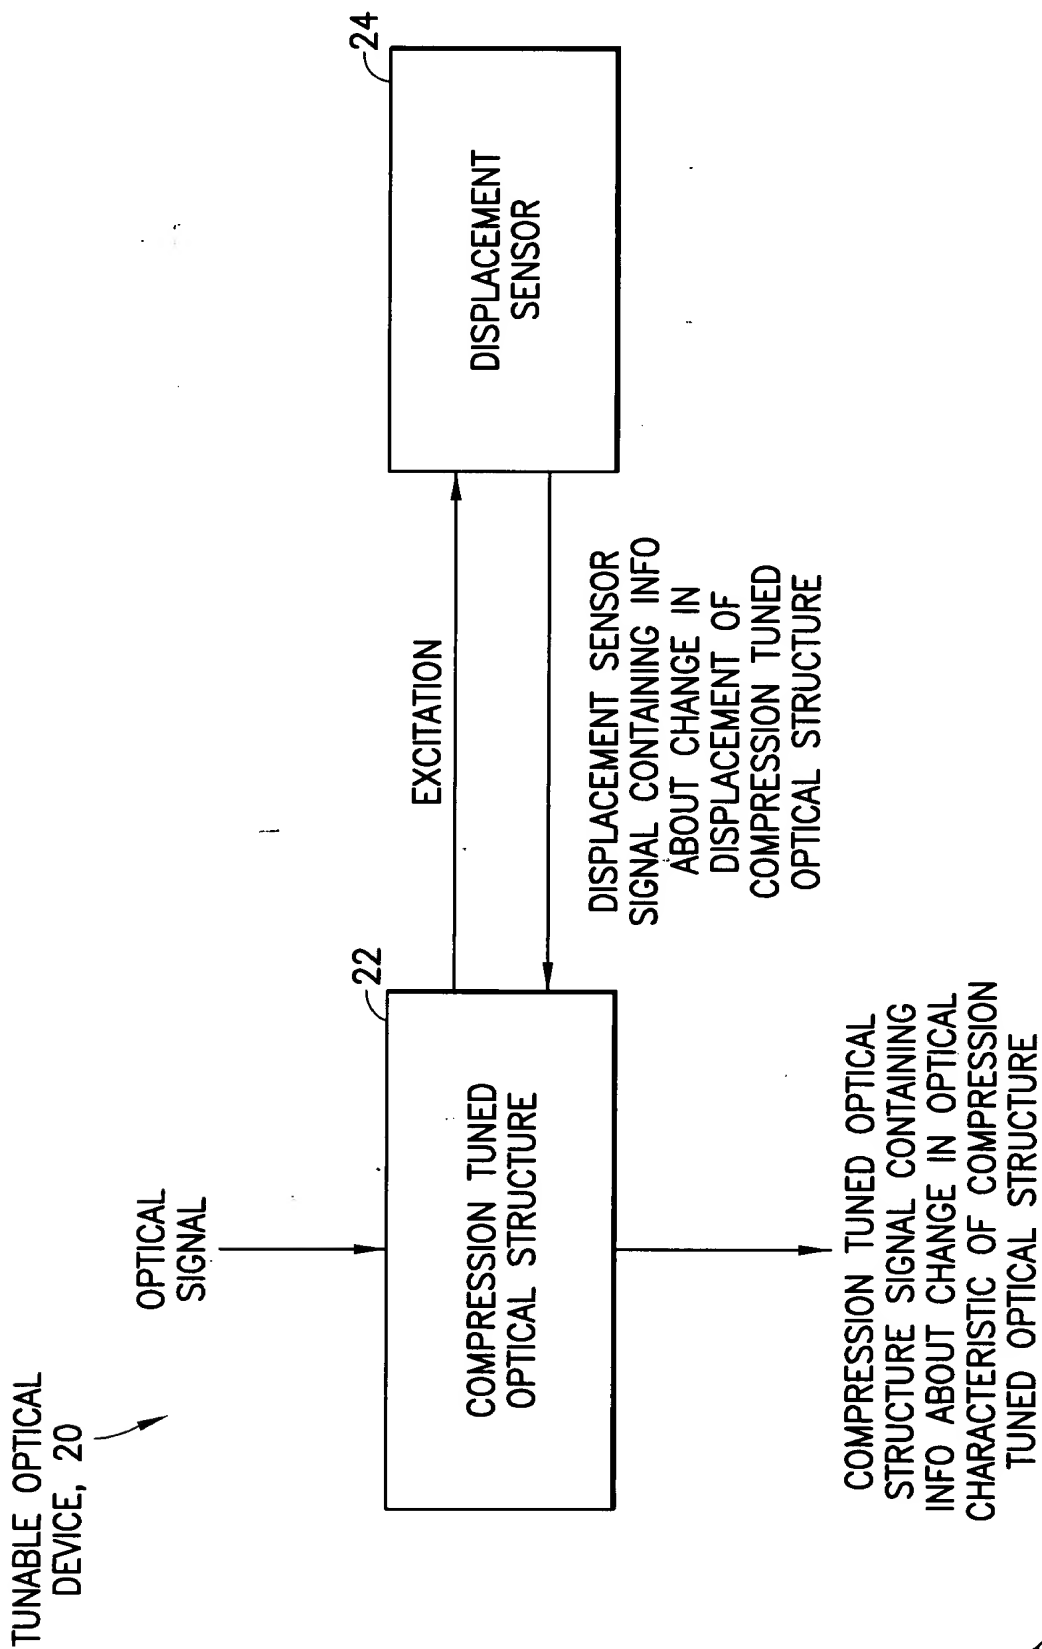 TUNABLE OPTICAL
DEVICE, 20
OPTICAL
SIGNAL
22
COMPRESSION TUNED
OPTICAL STRUCTURE
COMPRESSION TUNED OPTICAL
STRUCTURE SIGNAL CONTAINING
INFO ABOUT CHANGE IN OPTICAL
CHARACTERISTIC OF COMPRESSION
TUNED OPTICAL STRUCTURE
EXCITATION
DISPLACEMENT SENSOR
SIGNAL CONTAINING INFO
ABOUT CHANGE IN
DISPLACEMENT OF
COMPRESSION TUNED
OPTICAL STRUCTURE
24
DISPLACEMENT
SENSOR